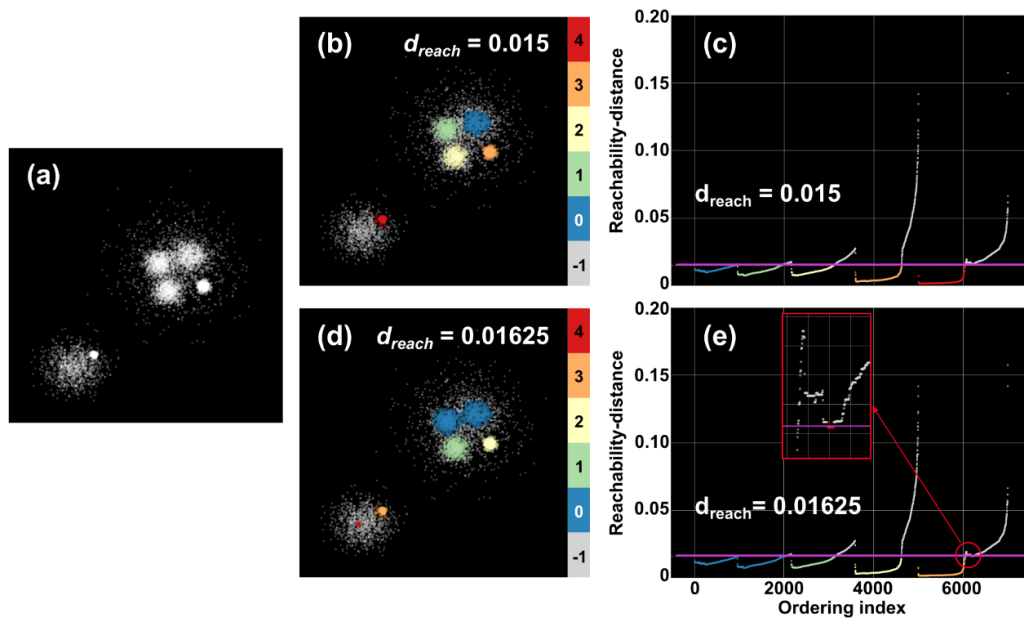 (a)
(b)
d_reach = 0.015
4
3
2
1
0
-1
(c)
Reachability-distance
0.20
0.15
0.10
0.05
0
d_reach = 0.015
(d)
d_reach = 0.01625
4
3
2
1
0
-1
(e)
Reachability-distance
0.20
0.15
0.10
0.05
0
d_reach = 0.01625
0 2000 4000 6000
Ordering index